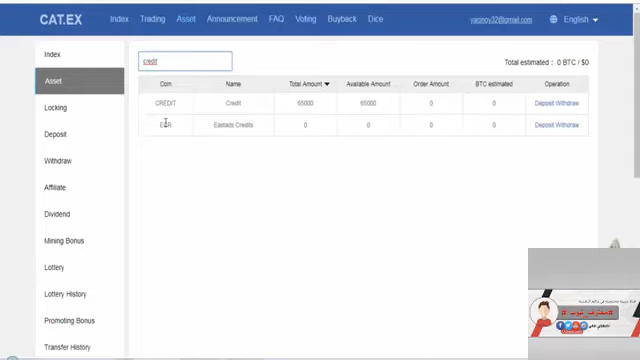 CAT.EX Index Trading Asset Announcement FAQ Voting Buyback Dice yacinoy32@gmail.com English
Index
Asset
Locking
Deposit
Withdraw
Affiliate
Dividend
Mining Bonus
Lottery
Lottery History
Promoting Bonus
Transfer History
credit
Total estimated : 0 BTC / $0
Coin Name Total Amount Available Amount Order Amount BTC estimated Operation
CREDIT Credit 65000 65000 0 0 Deposit Withdraw
Eastads Credits 0 0 0 0 Deposit Withdraw